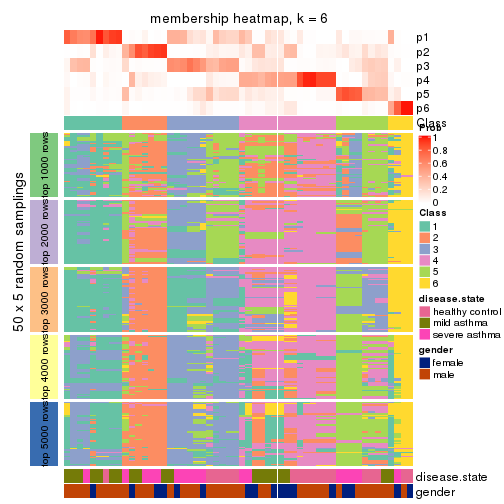 membership heatmap, k = 6
p1
p2
p3
p4
p5
p6
Class
50 x 5 random samplings
top 1000 rows
top 2000 rows
top 3000 rows
top 4000 rows
top 5000 rows
Prob
1
0.8
0.6
0.4
0.2
0
Class
1
2
3
4
5
6
disease.state
healthy control
mild asthma
severe asthma
gender
female
male
disease.state
gender